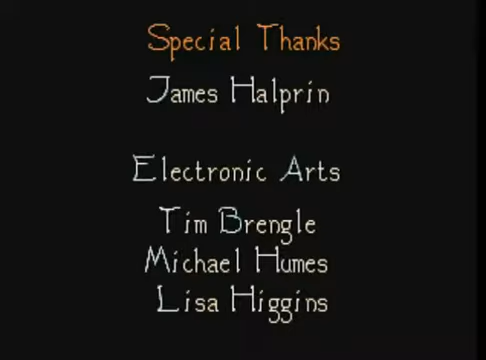 Special Thanks
James Halprin
Electronic Arts
Tim Brengle
Michael Humes
Lisa Higgins